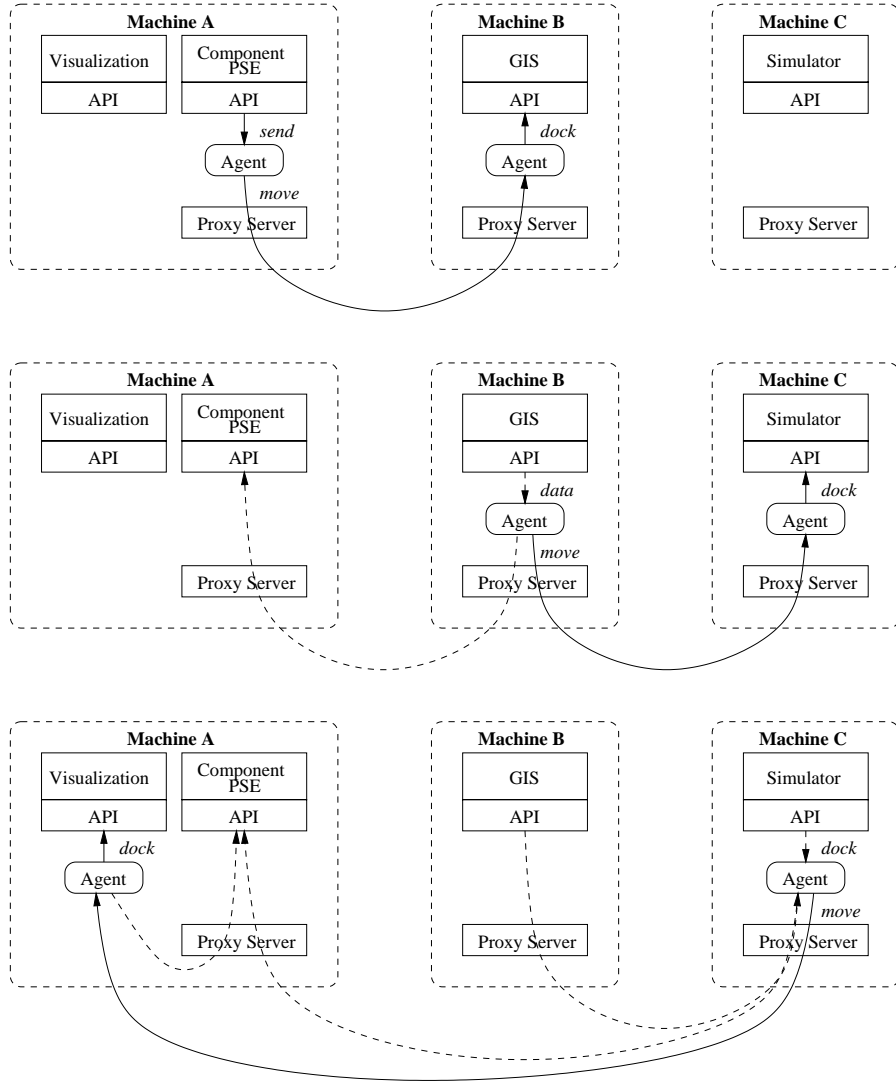 Machine A
Machine B
Machine C
Visualization
Component
PSE
GIS
Simulator
API
API
API
API
send
dock
Agent
Agent
move
Proxy Server
Proxy Server
Proxy Server
Machine A
Machine B
Machine C
Visualization
Component
PSE
GIS
Simulator
API
API
API
API
data
dock
Agent
Agent
move
Proxy Server
Proxy Server
Proxy Server
Machine A
Machine B
Machine C
Visualization
Component
PSE
GIS
Simulator
API
API
API
API
dock
dock
Agent
Agent
move
Proxy Server
Proxy Server
Proxy Server